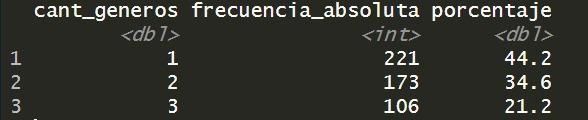 cant_generos frecuencia_absoluta porcentaje
<dbl> <int> <dbl>
1 1 221 44.2
2 2 173 34.6
3 3 106 21.2